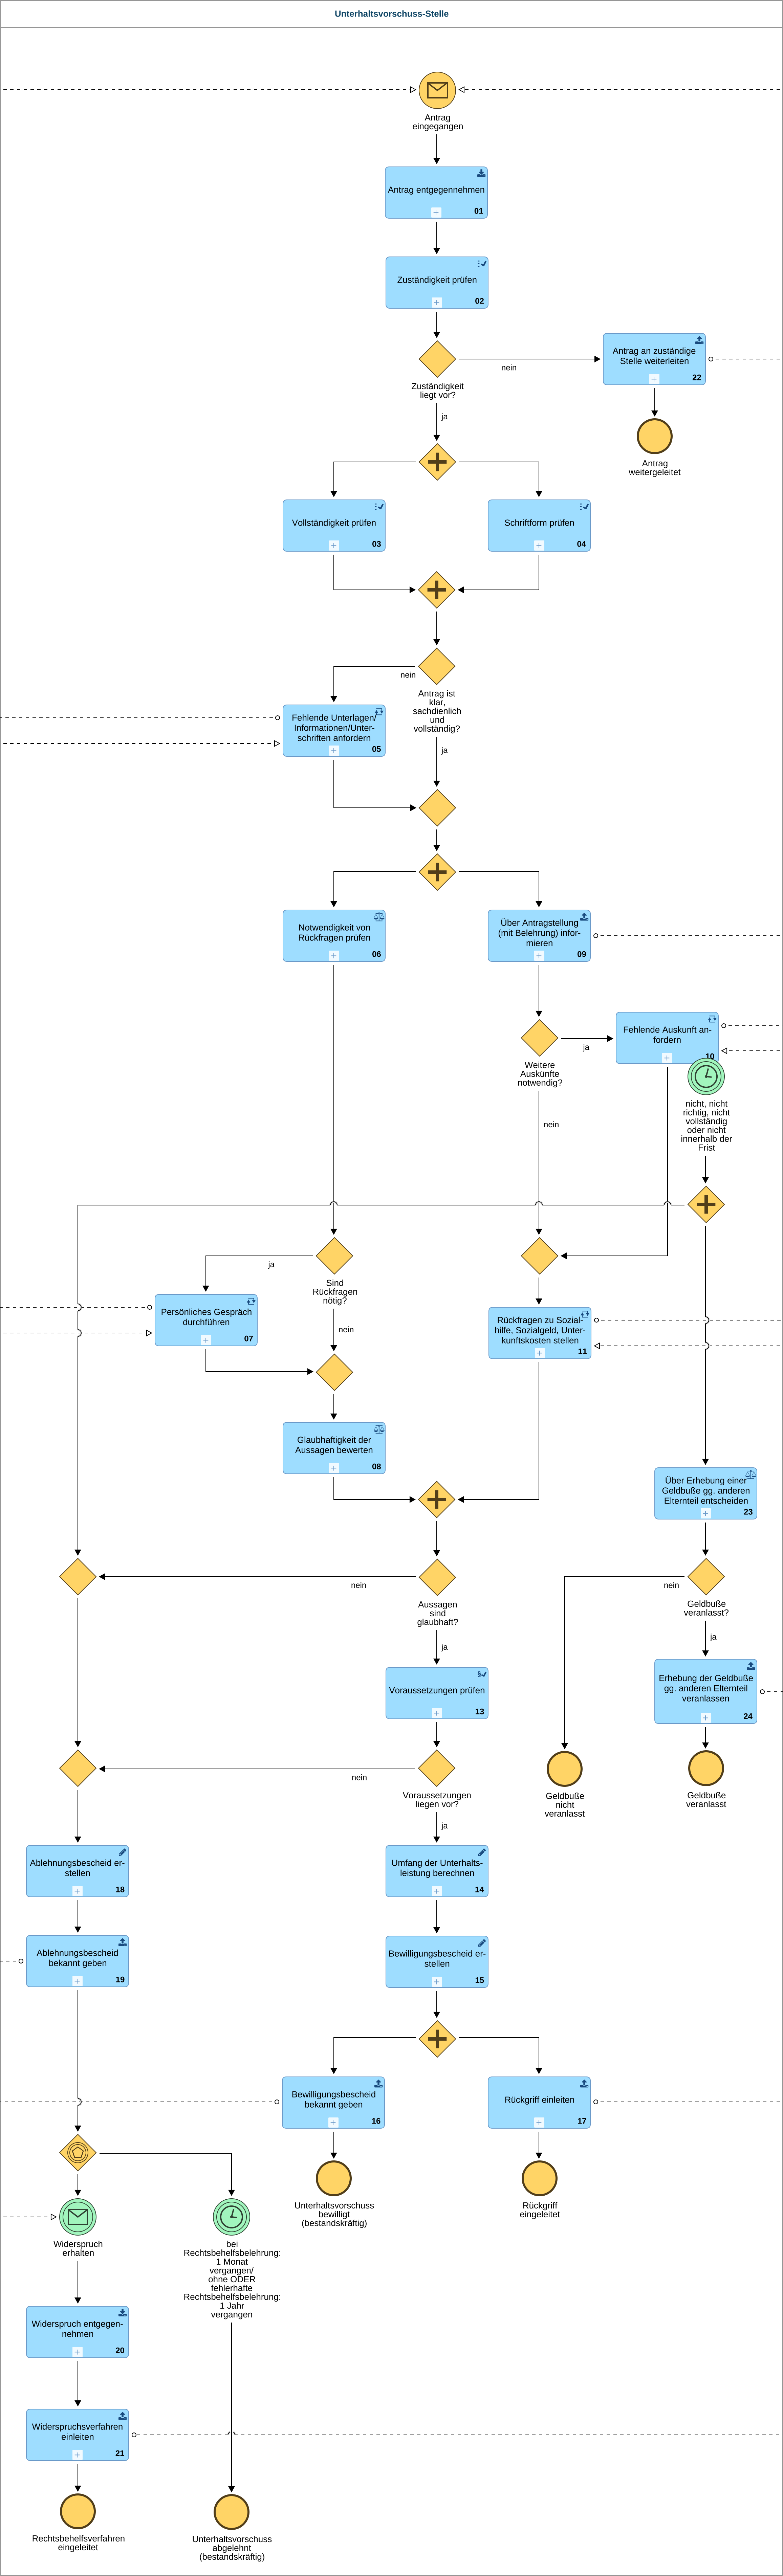 Unterhaltsvorschuss-Stelle
Antrag
eingegangen
Antrag entgegennehmen
01
Zuständigkeit prüfen
02
Zuständigkeit
liegt vor?
nein
ja
Antrag an zuständige
Stelle weiterleiten
22
Antrag
weitergeleitet
Vollständigkeit prüfen
03
Schriftform prüfen
04
nein
Antrag ist
klar,
sachdienlich
und
vollständig?
ja
Fehlende Unterlagen/
Informationen/Unter-
schriften anfordern
05
Notwendigkeit von
Rückfragen prüfen
06
Über Antragstellung
(mit Belehrung) infor-
mieren
09
Weitere
Auskünfte
notwendig?
ja
nein
Fehlende Auskunft an-
fordern
10
nicht, nicht
richtig, nicht
vollständig
oder nicht
innerhalb der
Frist
ja
Sind
Rückfragen
nötig?
nein
Persönliches Gespräch
durchführen
07
Rückfragen zu Sozial-
hilfe, Sozialgeld, Unter-
kunftskosten stellen
11
Glaubhaftigkeit der
Aussagen bewerten
08
Über Erhebung einer
Geldbuße gg. anderen
Elternteil entscheiden
23
nein
Aussagen
sind
glaubhaft?
ja
nein
Geldbuße
veranlasst?
ja
Voraussetzungen prüfen
13
Erhebung der Geldbuße
gg. anderen Elternteil
veranlassen
24
nein
Voraussetzungen
liegen vor?
ja
Geldbuße
nicht
veranlasst
Geldbuße
veranlasst
Ablehnungsbescheid er-
stellen
18
Umfang der Unterhalts-
leistung berechnen
14
Ablehnungsbescheid
bekannt geben
19
Bewilligungsbescheid er-
stellen
15
Bewilligungsbescheid
bekannt geben
16
Rückgriff einleiten
17
Unterhaltsvorschuss
bewilligt
(bestandskräftig)
Rückgriff
eingeleitet
Widerspruch
erhalten
bei
Rechtsbehelfsbelehrung:
1 Monat
vergangen/
ohne ODER
fehlerhafte
Rechtsbehelfsbelehrung:
1 Jahr
vergangen
Widerspruch entgegen-
nehmen
20
Widerspruchsverfahren
einleiten
21
Rechtsbehelfsverfahren
eingeleitet
Unterhaltsvorschuss
abgelehnt
(bestandskräftig)